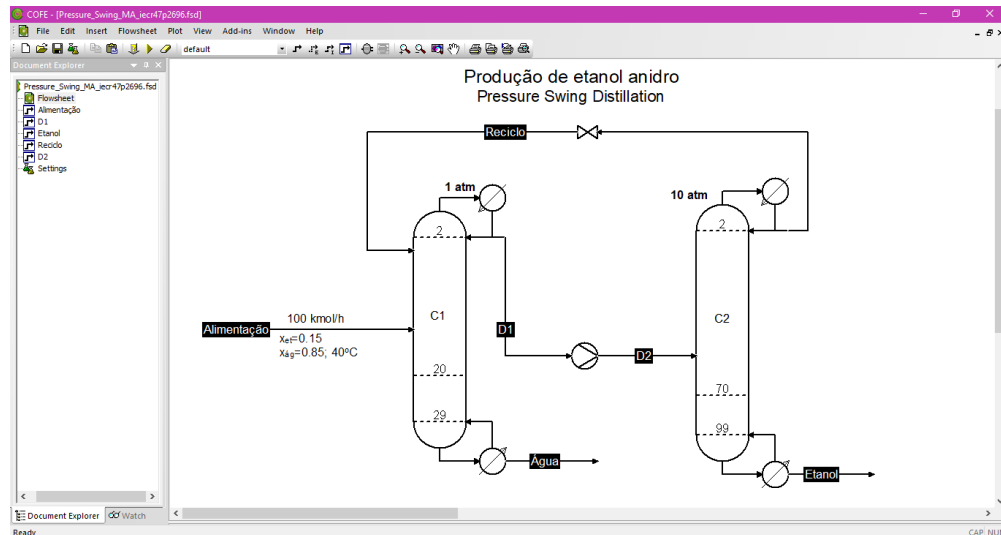 COFE - [Pressure_Swing_MA_iecr47p2696.fsd]
File Edit Insert Flowsheet Plot View Add-ins Window Help
default
Document Explorer
Pressure_Swing_MA_iecr47p2696.fsd
Flowsheet
Alimentação
D1
Etanol
Reciclo
D2
Settings
Produção de etanol anidro
Pressure Swing Distillation
Reciclo
1 atm
10 atm
2
2
C1
C2
100 kmol/h
Alimentação
xet=0.15
xág=0.85; 40ºC
D1
D2
20
70
29
99
Água
Etanol
Document Explorer
Watch
Ready
CAP
NUM